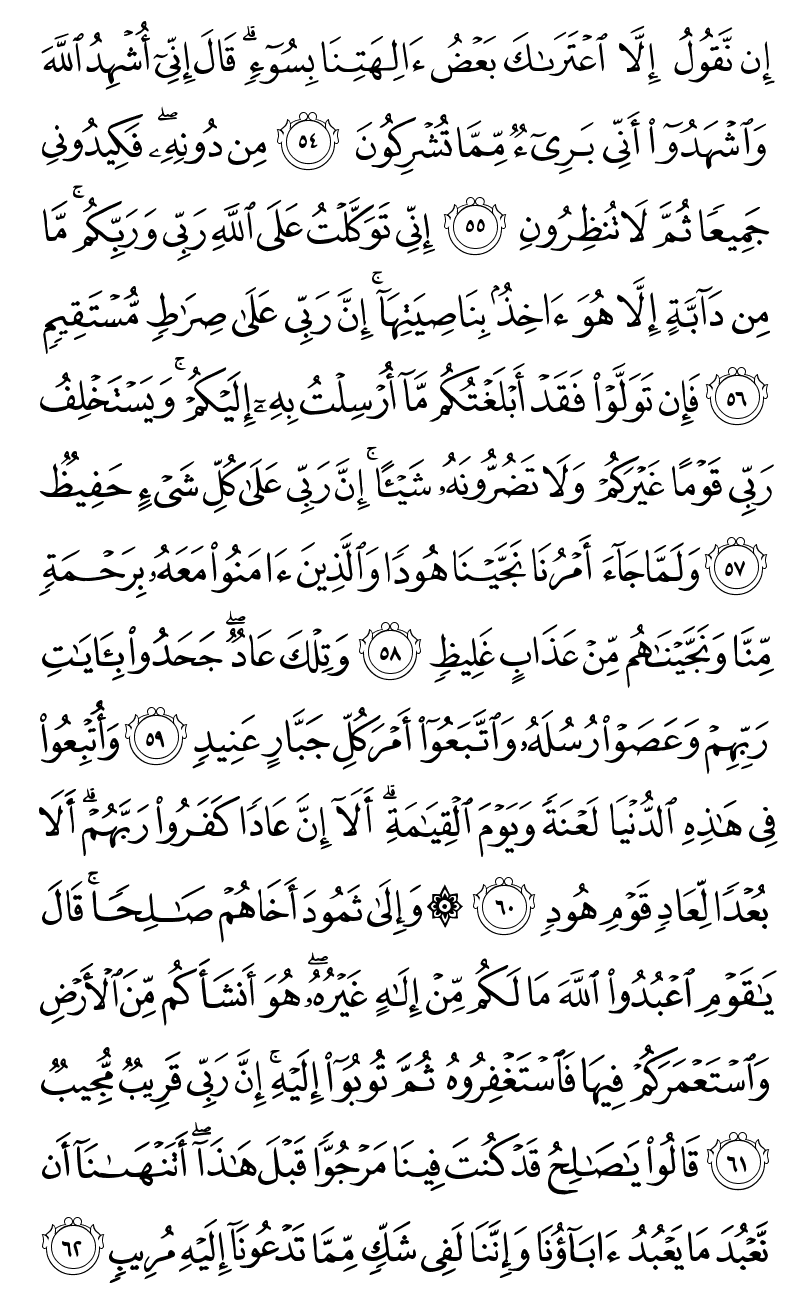 إِن نَّقُولُ إِلَّا ٱعۡتَرَىٰكَ بَعۡضُ ءَالِهَتِنَا بِسُوٓءٖۗ قَالَ إِنِّيٓ أُشۡهِدُ ٱللَّهَ
وَٱشۡهَدُوٓاْ أَنِّي بَرِيٓءٞ مِّمَّا تُشۡرِكُونَ ٥٤ مِن دُونِهِۦۖ فَكِيدُونِي
جَمِيعٗا ثُمَّ لَا تُنظِرُونِ ٥٥ إِنِّي تَوَكَّلۡتُ عَلَى ٱللَّهِ رَبِّي وَرَبِّكُمۚ مَّا
مِن دَآبَّةٍ إِلَّا هُوَ ءَاخِذُۢ بِنَاصِيَتِهَآۚ إِنَّ رَبِّي عَلَىٰ صِرَٰطٖ مُّسۡتَقِيمٖ
٥٦ فَإِن تَوَلَّوۡاْ فَقَدۡ أَبۡلَغۡتُكُم مَّآ أُرۡسِلۡتُ بِهِۦٓ إِلَيۡكُمۡۚ وَيَسۡتَخۡلِفُ
رَبِّي قَوۡمًا غَيۡرَكُمۡ وَلَا تَضُرُّونَهُۥ شَيۡـًٔاۚ إِنَّ رَبِّي عَلَىٰ كُلِّ شَيۡءٍ حَفِيظٞ
٥٧ وَلَمَّا جَآءَ أَمۡرُنَا نَجَّيۡنَا هُودٗا وَٱلَّذِينَ ءَامَنُواْ مَعَهُۥ بِرَحۡمَةٖ
مِّنَّا وَنَجَّيۡنَٰهُم مِّنۡ عَذَابٍ غَلِيظٖ ٥٨ وَتِلۡكَ عَادٞۖ جَحَدُواْ بِـَٔايَٰتِ
رَبِّهِمۡ وَعَصَوۡاْ رُسُلَهُۥ وَٱتَّبَعُوٓاْ أَمۡرَ كُلِّ جَبَّارٍ عَنِيدٖ ٥٩ وَأُتۡبِعُواْ
فِي هَٰذِهِ ٱلدُّنۡيَا لَعۡنَةٗ وَيَوۡمَ ٱلۡقِيَٰمَةِۗ أَلَآ إِنَّ عَادٗا كَفَرُواْ رَبَّهُمۡۗ أَلَا
بُعۡدٗا لِّعَادٖ قَوۡمِ هُودٖ ٦٠ ۞ وَإِلَىٰ ثَمُودَ أَخَاهُمۡ صَٰلِحٗاۚ قَالَ
يَٰقَوۡمِ ٱعۡبُدُواْ ٱللَّهَ مَا لَكُم مِّنۡ إِلَٰهٍ غَيۡرُهُۥۖ هُوَ أَنشَأَكُم مِّنَ ٱلۡأَرۡضِ
وَٱسۡتَعۡمَرَكُمۡ فِيهَا فَٱسۡتَغۡفِرُوهُ ثُمَّ تُوبُوٓاْ إِلَيۡهِۚ إِنَّ رَبِّي قَرِيبٞ مُّجِيبٞ
٦١ قَالُواْ يَٰصَٰلِحُ قَدۡ كُنتَ فِينَا مَرۡجُوّٗا قَبۡلَ هَٰذَآۖ أَتَنۡهَىٰنَآ أَن
نَّعۡبُدَ مَا يَعۡبُدُ ءَابَآؤُنَا وَإِنَّنَا لَفِي شَكّٖ مِّمَّا تَدۡعُونَآ إِلَيۡهِ مُرِيبٖ ٦٢